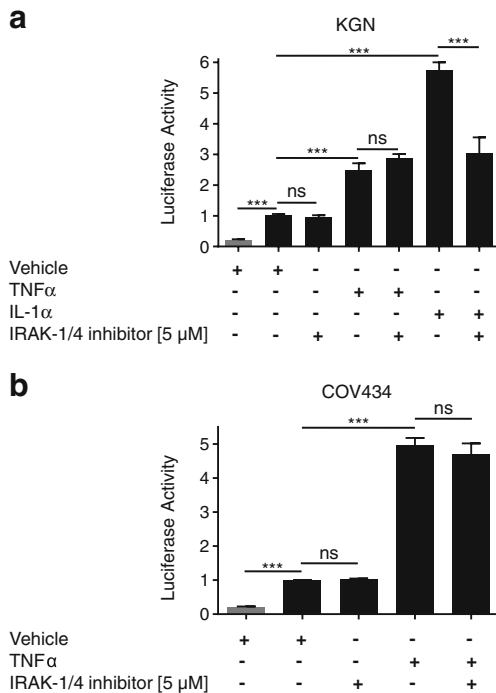 a
KGN
***
***
***
ns
***
ns
Luciferase Activity
6
5
4
3
2
1
0
Vehicle + + - - - - -
TNFα - - - + + - -
IL-1α - - - - - + +
IRAK-1/4 inhibitor [5 µM] - - + - + - +
b
COV434
***
ns
***
ns
Luciferase Activity
5
4
3
2
1
0
Vehicle + + - - -
TNFα - - - + +
IRAK-1/4 inhibitor [5 µM] - - + - +